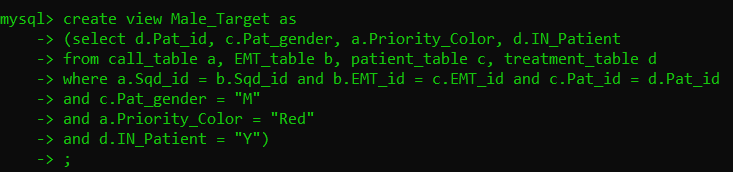 mysql> create view Male_Target as
-> (select d.Pat_id, c.Pat_gender, a.Priority_Color, d.IN_Patient
-> from call_table a, EMT_table b, patient_table c, treatment_table d
-> where a.Sqd_id = b.Sqd_id and b.EMT_id = c.EMT_id and c.Pat_id = d.Pat_id
-> and c.Pat_gender = "M"
-> and a.Priority_Color = "Red"
-> and d.IN_Patient = "Y")
-> ;